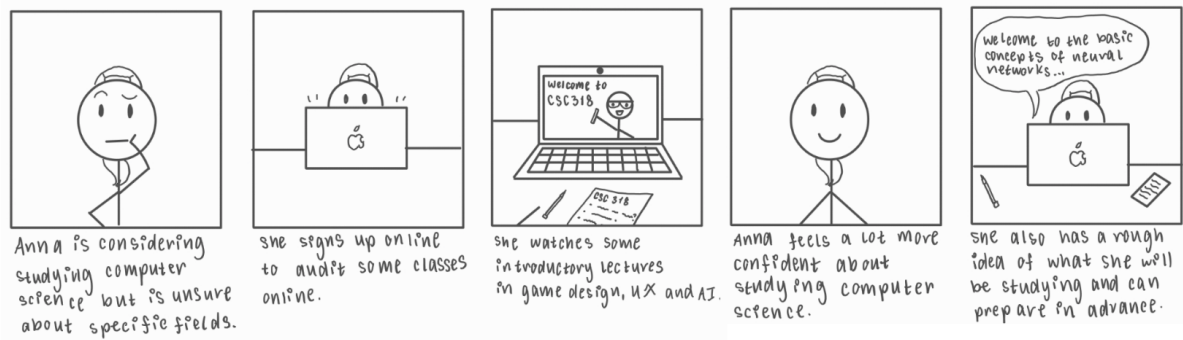 Anna is considering
studying computer
science but is unsure
about specific fields.
she signs up online
to audit some classes
online.
welcome to
CSC318
CSC 318
she watches some
introductory lectures
in game design, UX and AI.
Anna feels a lot more
confident about
studying computer
science.
welcome to the basic
concepts of neural
networks...
she also has a rough
idea of what she will
be studying and can
prepare in advance.